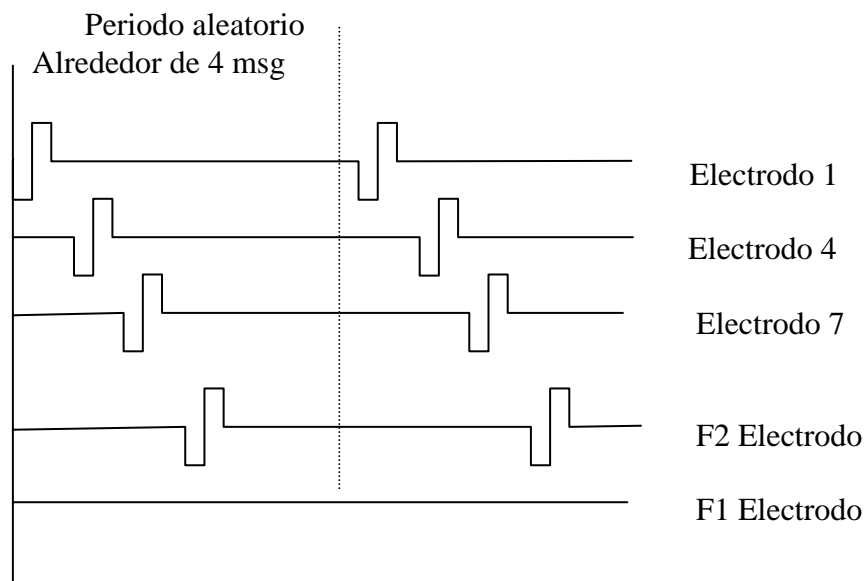 Periodo aleatorio
Alrededor de 4 msg
Electrodo 1
Electrodo 4
Electrodo 7
F2 Electrodo
F1 Electrodo